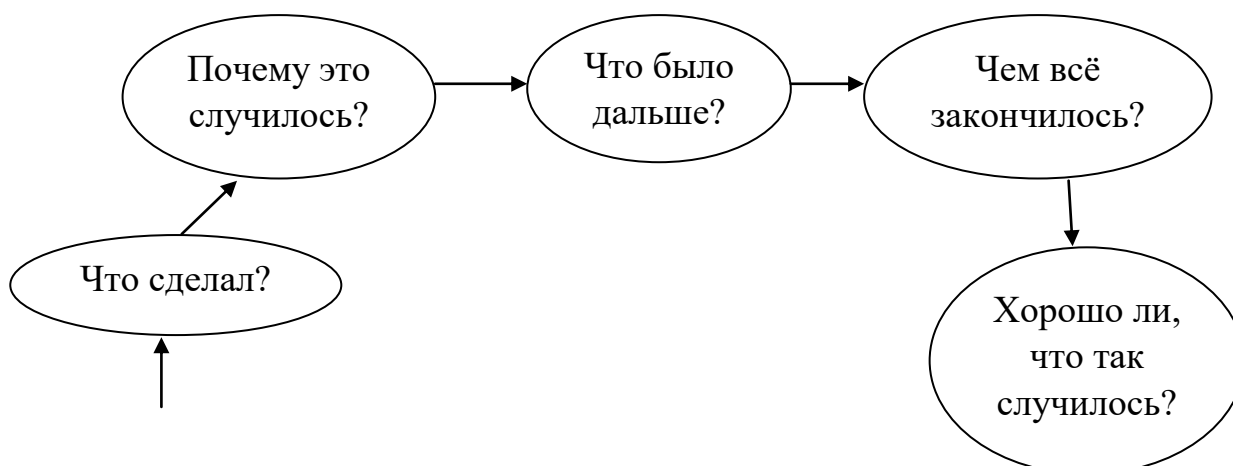 Почему это
случилось?
Что было
дальше?
Чем всё
закончилось?
Что сделал?
Хорошо ли,
что так
случилось?